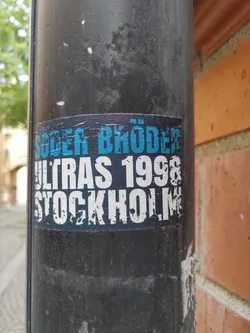 SÖDER BRÖDER
ULTRAS 1998
STOCKHOLM